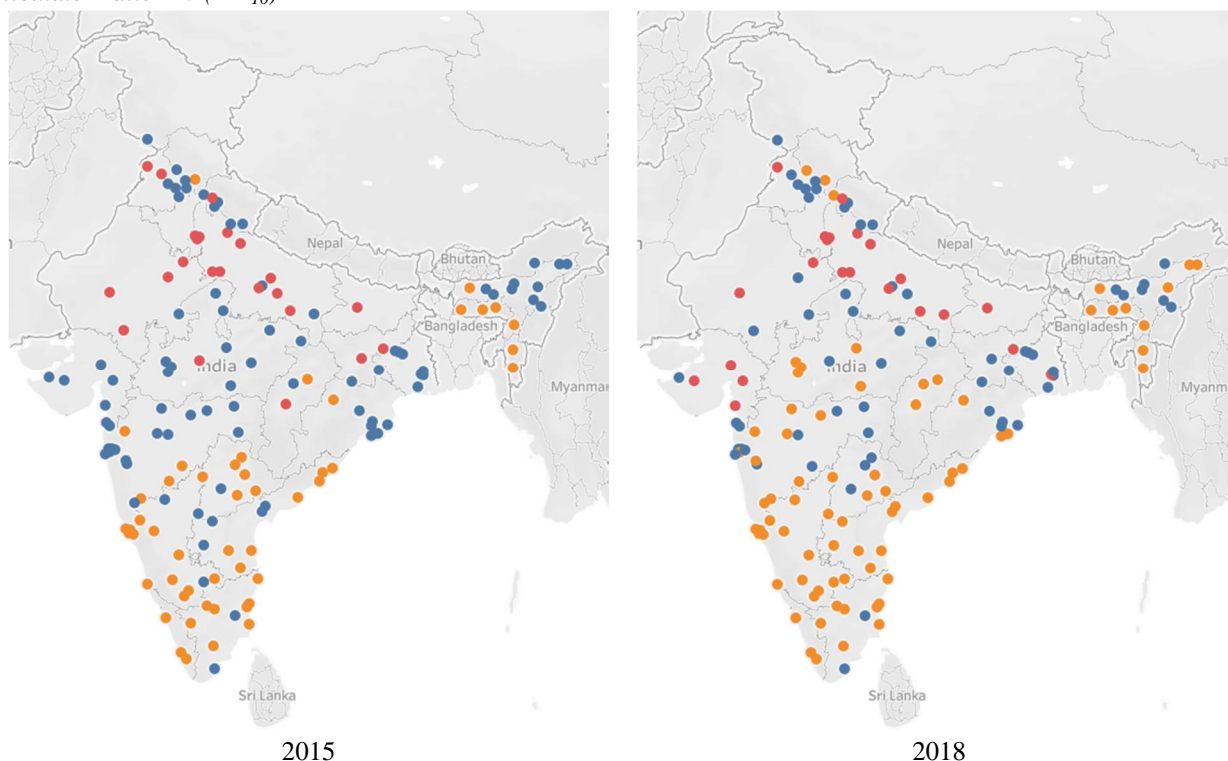 Nepal
Bhutan
Bangladesh
India
Myanmar
Sri Lanka
2015
Nepal
Bhutan
Bangladesh
India
Myanm
Sri Lanka
2018